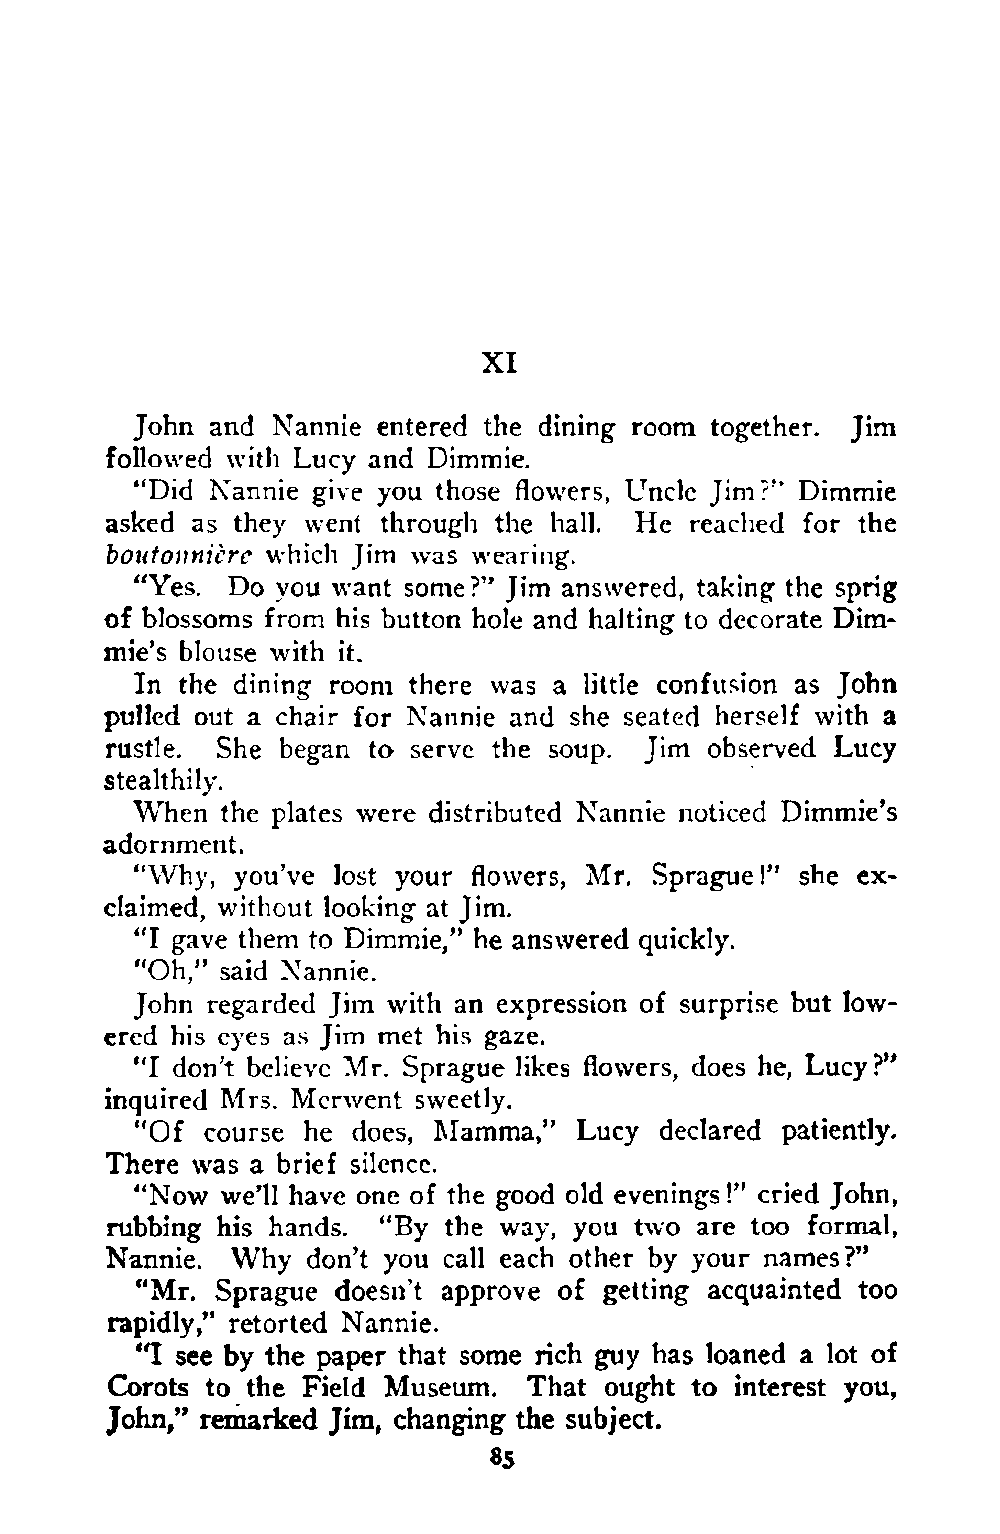 XI
John and Nannie entered the dining room together. Jim
followed with Lucy and Dimmie.
"Did Nannie give you those flowers, Uncle Jim?" Dimmie
asked as they went through the hall. He reached for the
boutonnière which Jim was wearing.
"Yes. Do you want some?" Jim answered, taking the sprig
of blossoms from his button hole and halting to decorate Dim-
mie's blouse with it.
In the dining room there was a little confusion as John
pulled out a chair for Nannie and she seated herself with a
rustle. She began to serve the soup. Jim observed Lucy
stealthily.
When the plates were distributed Nannie noticed Dimmie's
adornment.
"Why, you've lost your flowers, Mr. Sprague!" she ex-
claimed, without looking at Jim.
"I gave them to Dimmie," he answered quickly.
"Oh," said Nannie.
John regarded Jim with an expression of surprise but low-
ered his eyes as Jim met his gaze.
"I don't believe Mr. Sprague likes flowers, does he, Lucy?"
inquired Mrs. Merwent sweetly.
"Of course he does, Mamma," Lucy declared patiently.
There was a brief silence.
"Now we'll have one of the good old evenings!" cried John,
rubbing his hands. "By the way, you two are too formal,
Nannie. Why don't you call each other by your names?"
"Mr. Sprague doesn't approve of getting acquainted too
rapidly," retorted Nannie.
"I see by the paper that some rich guy has loaned a lot of
Corots to the Field Museum. That ought to interest you,
John," remarked Jim, changing the subject.
85